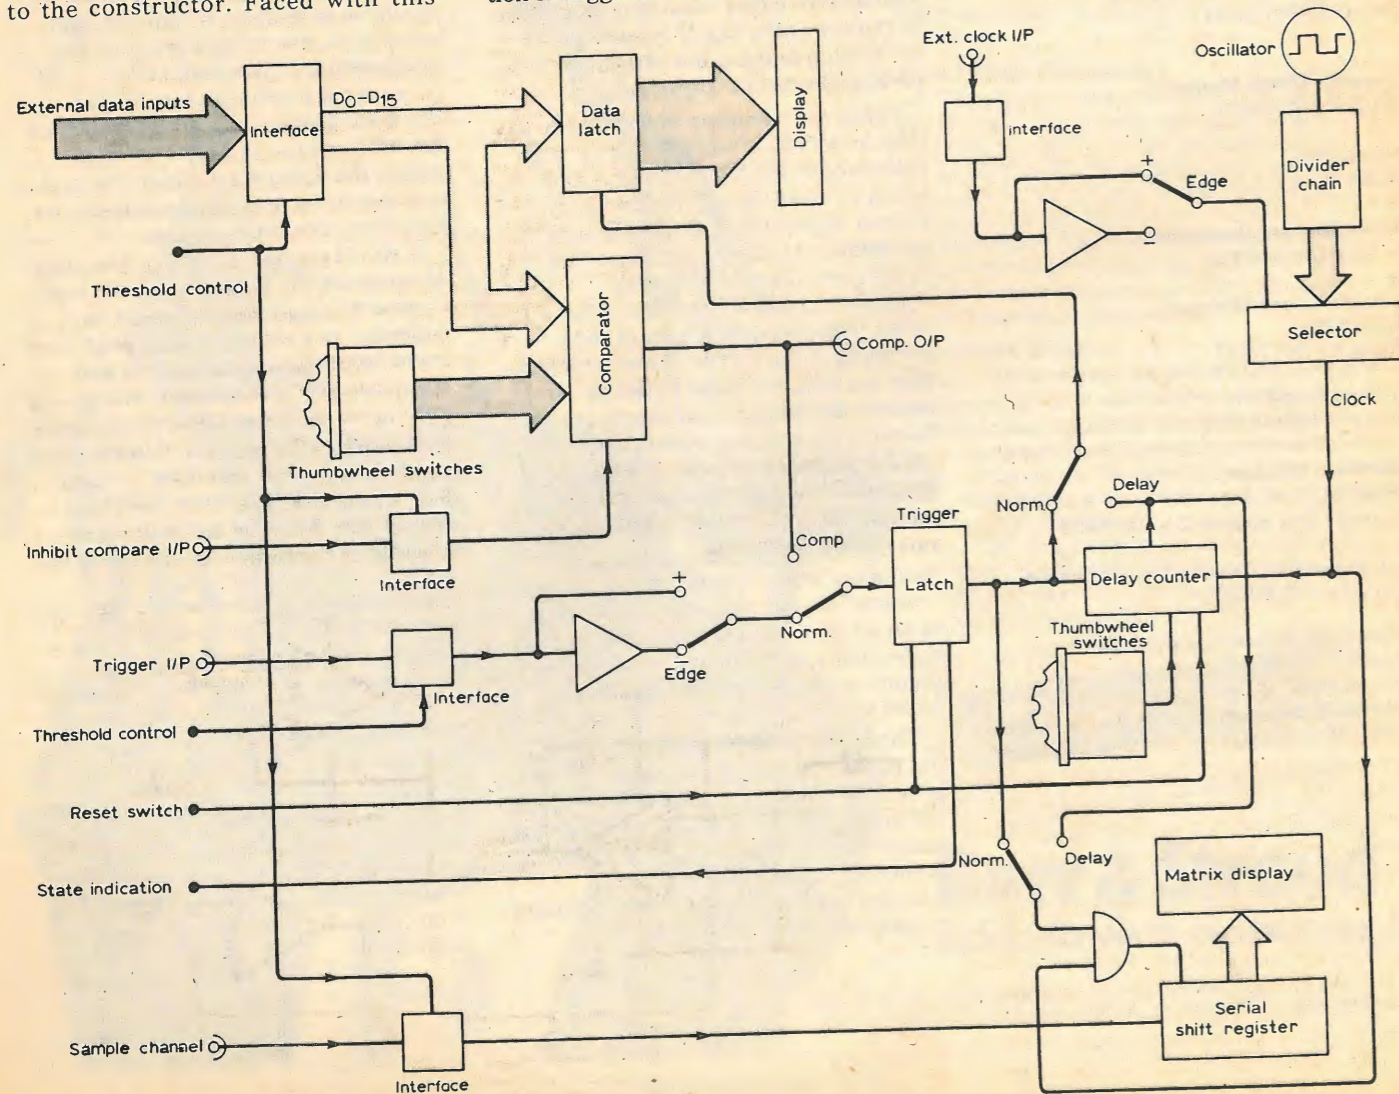 to the constructor. Faced with this
Ext. clock I/P
Oscillator
External data inputs
Interface
D0-D15
Data
latch
Display
interface
Divider
chain
+
Edge
–
Threshold control
Comparator
Selector
Comp. O/P
Clock
Thumbwheel switches
Delay
Norm.
Trigger
Inhibit compare I/P
Interface
Comp
Latch
Delay counter
+
Norm.
Thumbwheel
switches
Trigger I/P
Interface
–
Edge
Threshold control
Reset switch
Norm.
Delay
State indication
Matrix display
Serial
shift register
Sample channel
Interface